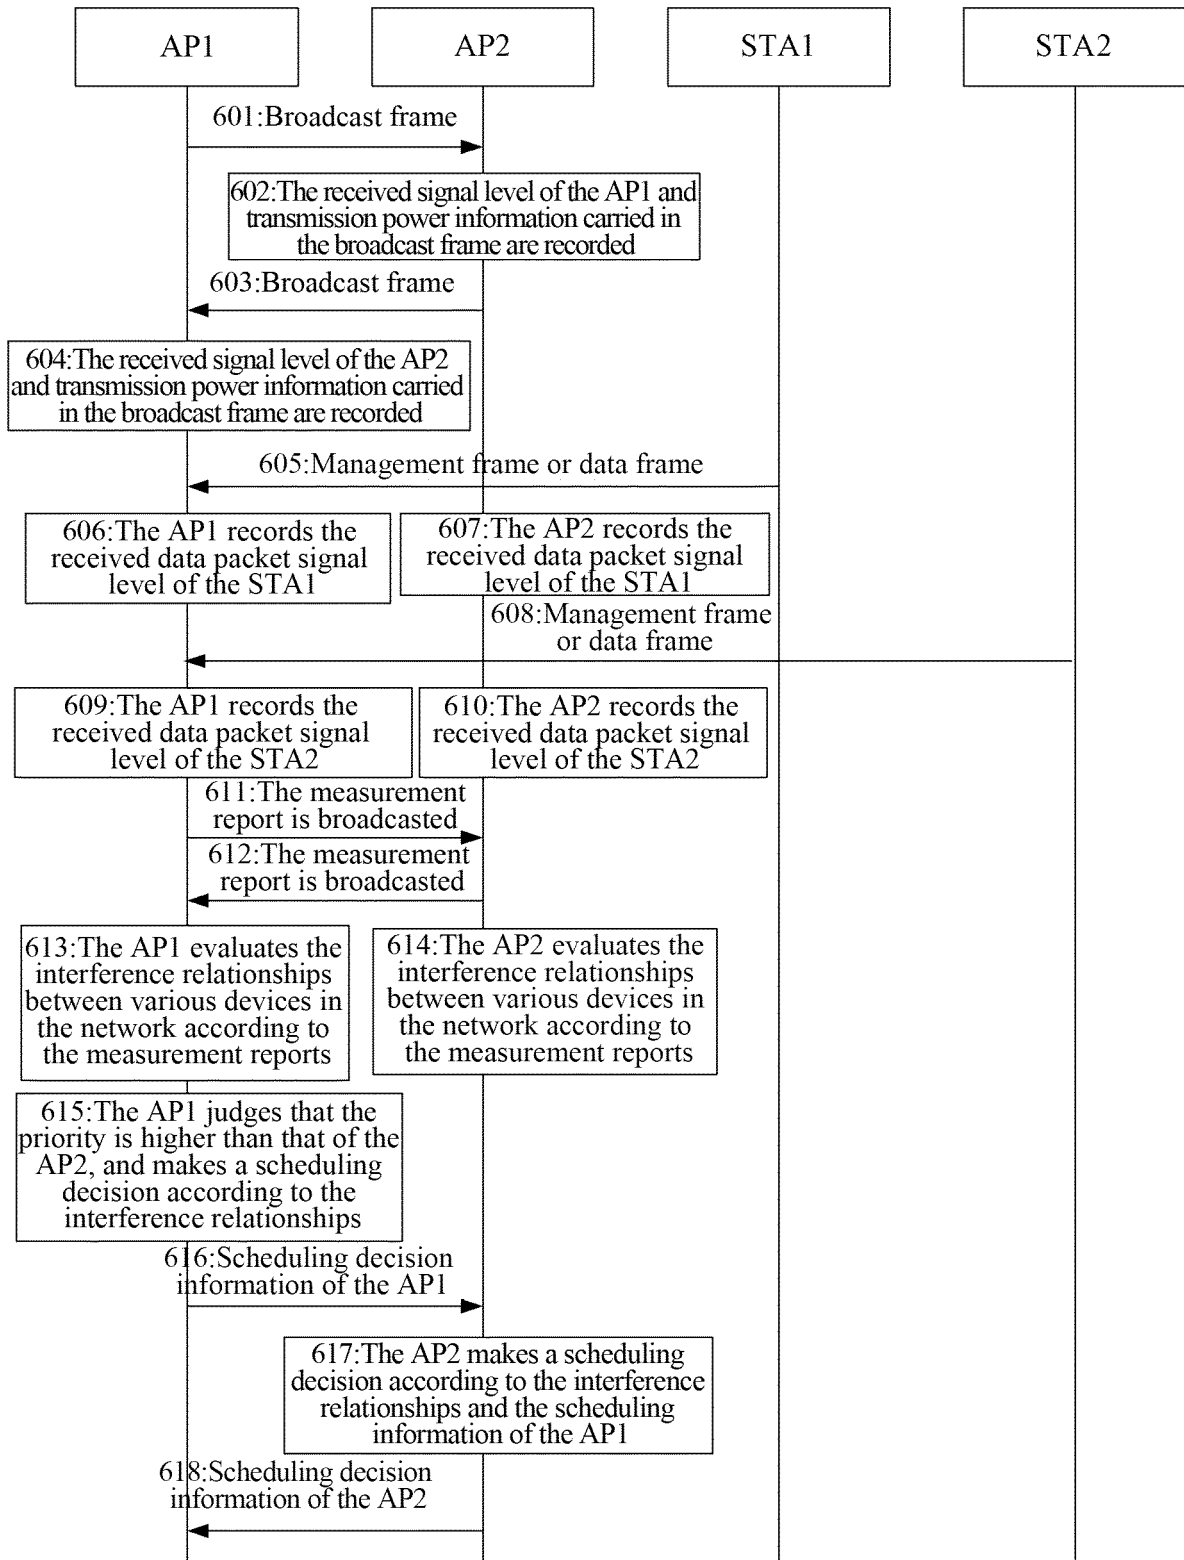 AP1
AP2
STA1
STA2
601:Broadcast frame
602:The received signal level of the AP1 and
transmission power information carried in
the broadcast frame are recorded
603:Broadcast frame
604:The received signal level of the AP2
and transmission power information carried
in the broadcast frame are recorded
605:Management frame or data frame
606:The AP1 records the
received data packet signal
level of the STA1
607:The AP2 records the
received data packet signal
level of the STA1
608:Management frame
or data frame
609:The AP1 records the
received data packet signal
level of the STA2
610:The AP2 records the
received data packet signal
level of the STA2
611:The measurement
report is broadcasted
612:The measurement
report is broadcasted
613:The AP1 evaluates the
interference relationships
between various devices in
the network according to
the measurement reports
614:The AP2 evaluates the
interference relationships
between various devices in
the network according to
the measurement reports
615:The AP1 judges that the
priority is higher than that of the
AP2, and makes a scheduling
decision according to the
interference relationships
616:Scheduling decision
information of the AP1
617:The AP2 makes a scheduling
decision according to the interference
relationships and the scheduling
information of the AP1
618:Scheduling decision
information of the AP2